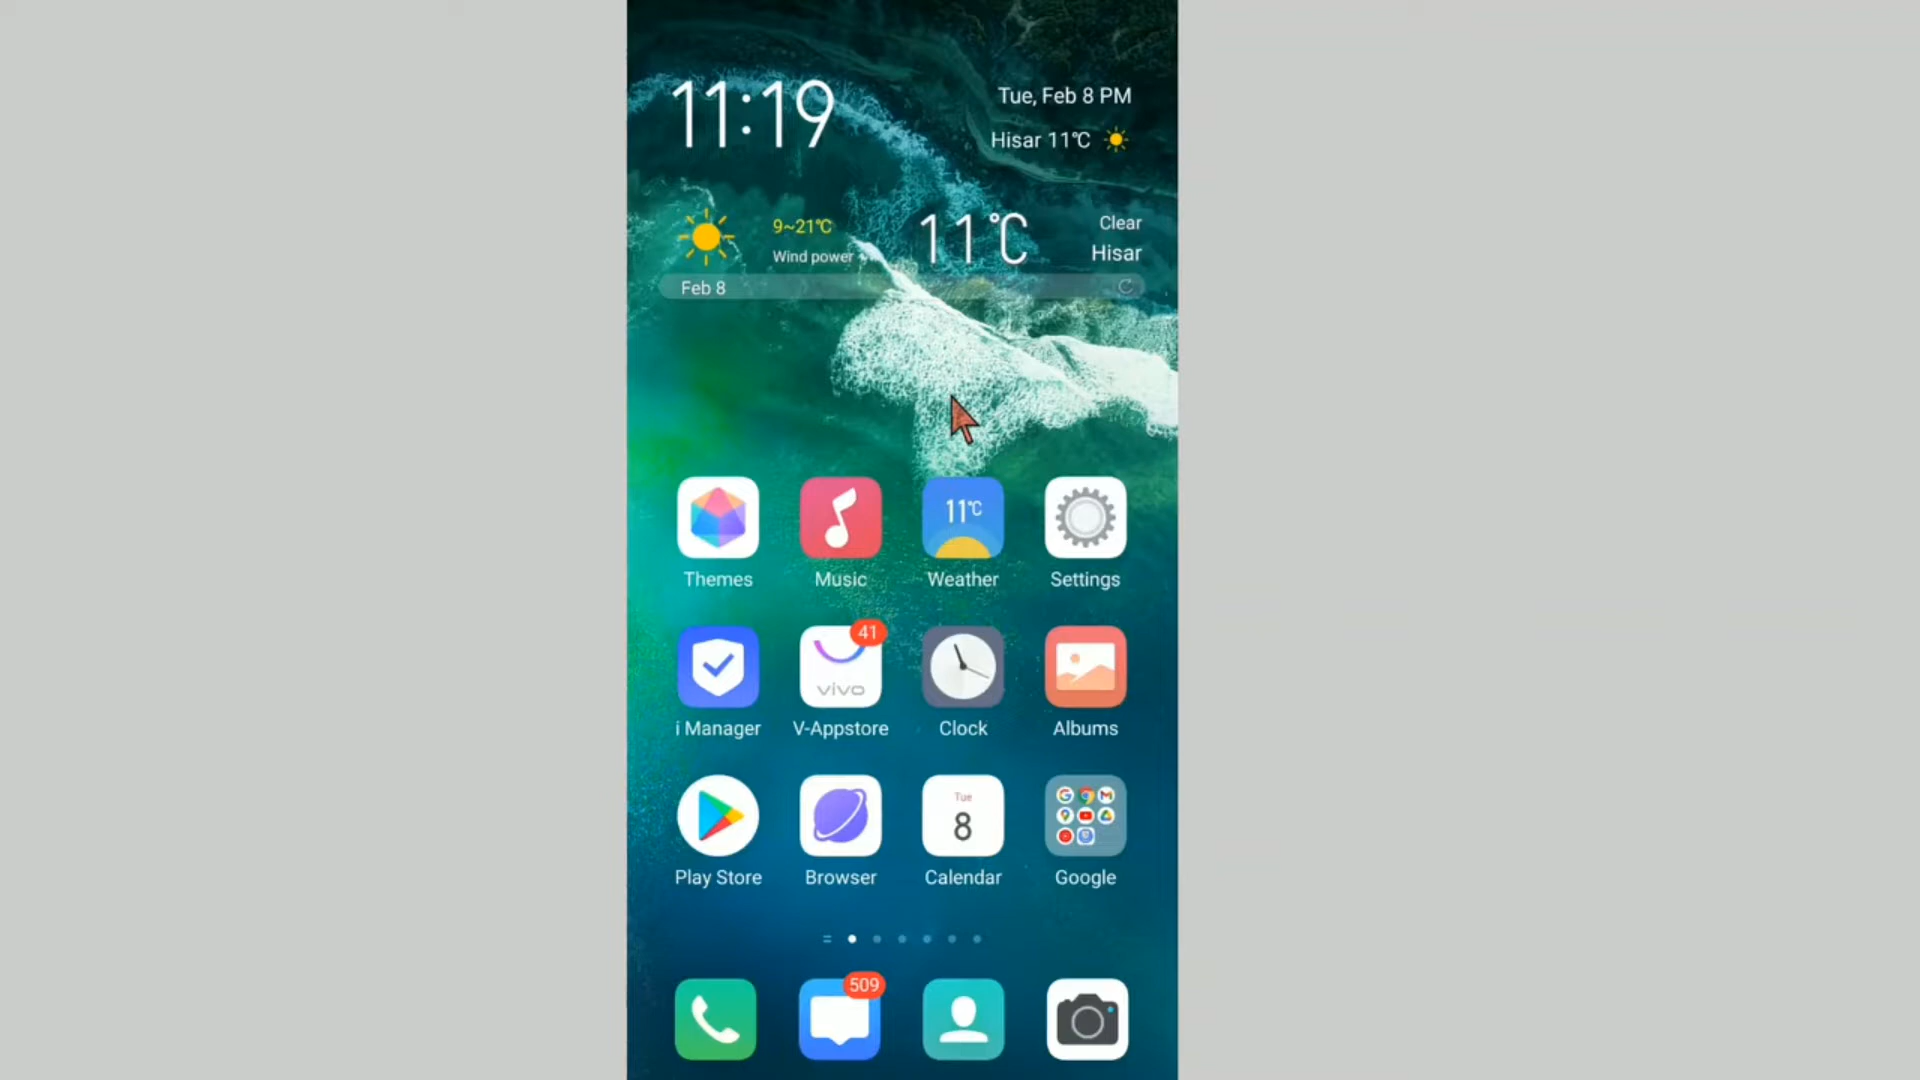 11:19
Tue, Feb 8 PM
Hisar 11℃
9~21℃
Wind power
11℃
Clear
Hisar
Feb 8
11℃
Themes
Music
Weather
Settings
41
vivo
i Manager
V-Appstore
Clock
Albums
Tue
8
Play Store
Browser
Calendar
Google
509